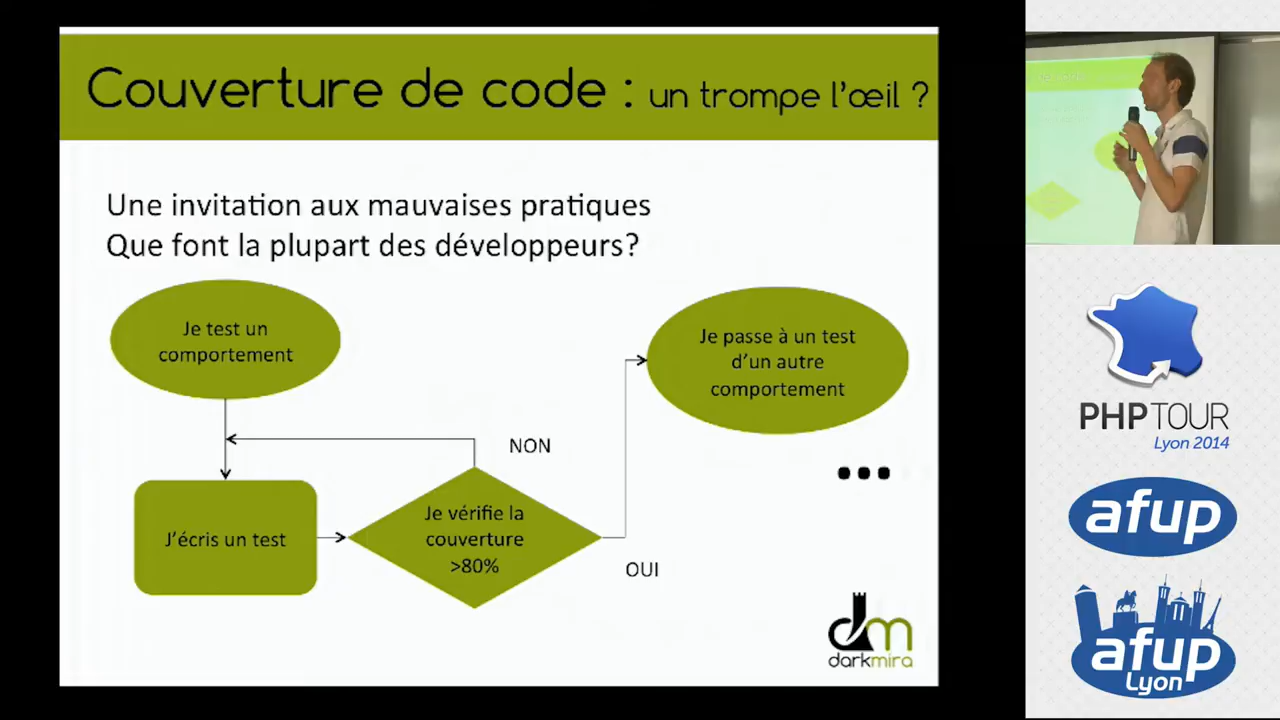 Couverture de code : un trompe l'œil ?
Une invitation aux mauvaises pratiques
Que font la plupart des développeurs?
Je test un
comportement
Je passe à un test
d'un autre
comportement
NON
J'écris un test
Je vérifie la
couverture
>80%
OUI
dm
darkmira
PHP TOUR
Lyon 2014
afup
afup
Lyon